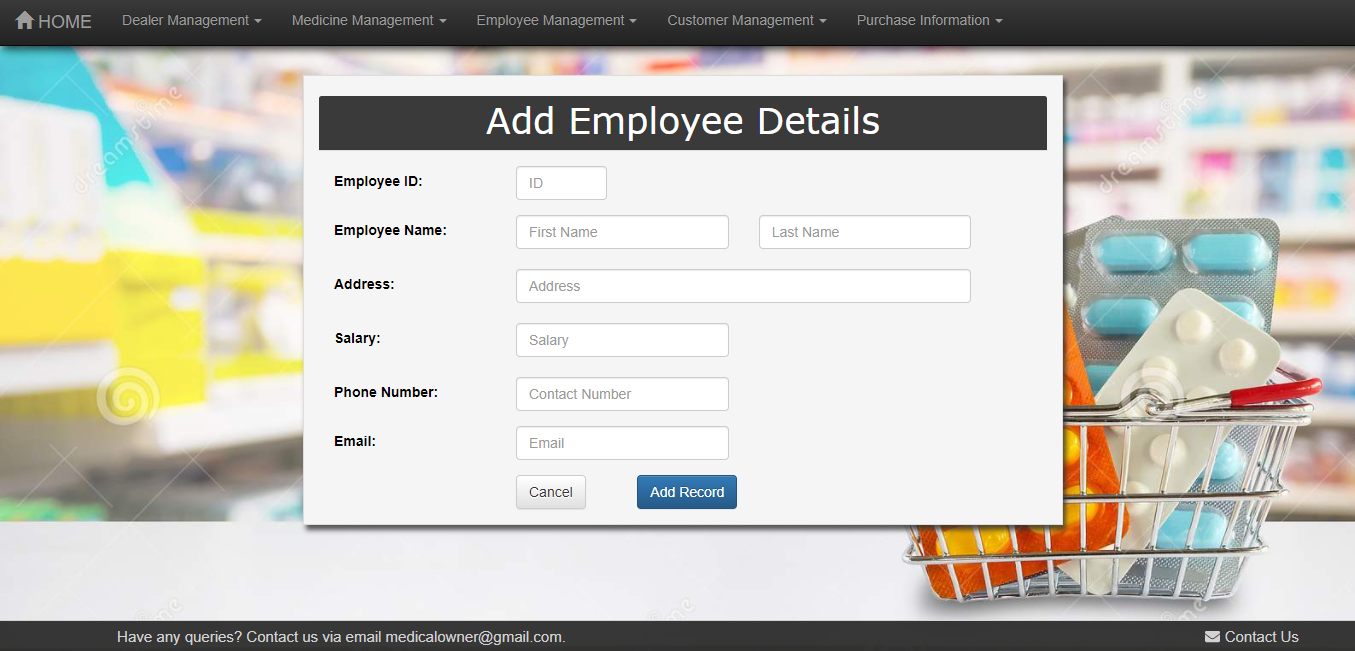 HOME Dealer Management Medicine Management Employee Management Customer Management Purchase Information
Add Employee Details
Employee ID: ID
Employee Name: First Name Last Name
Address: Address
Salary: Salary
Phone Number: Contact Number
Email: Email
Cancel Add Record
dreamstime
dreamstime
Have any queries? Contact us via email medicalowner@gmail.com. Contact Us